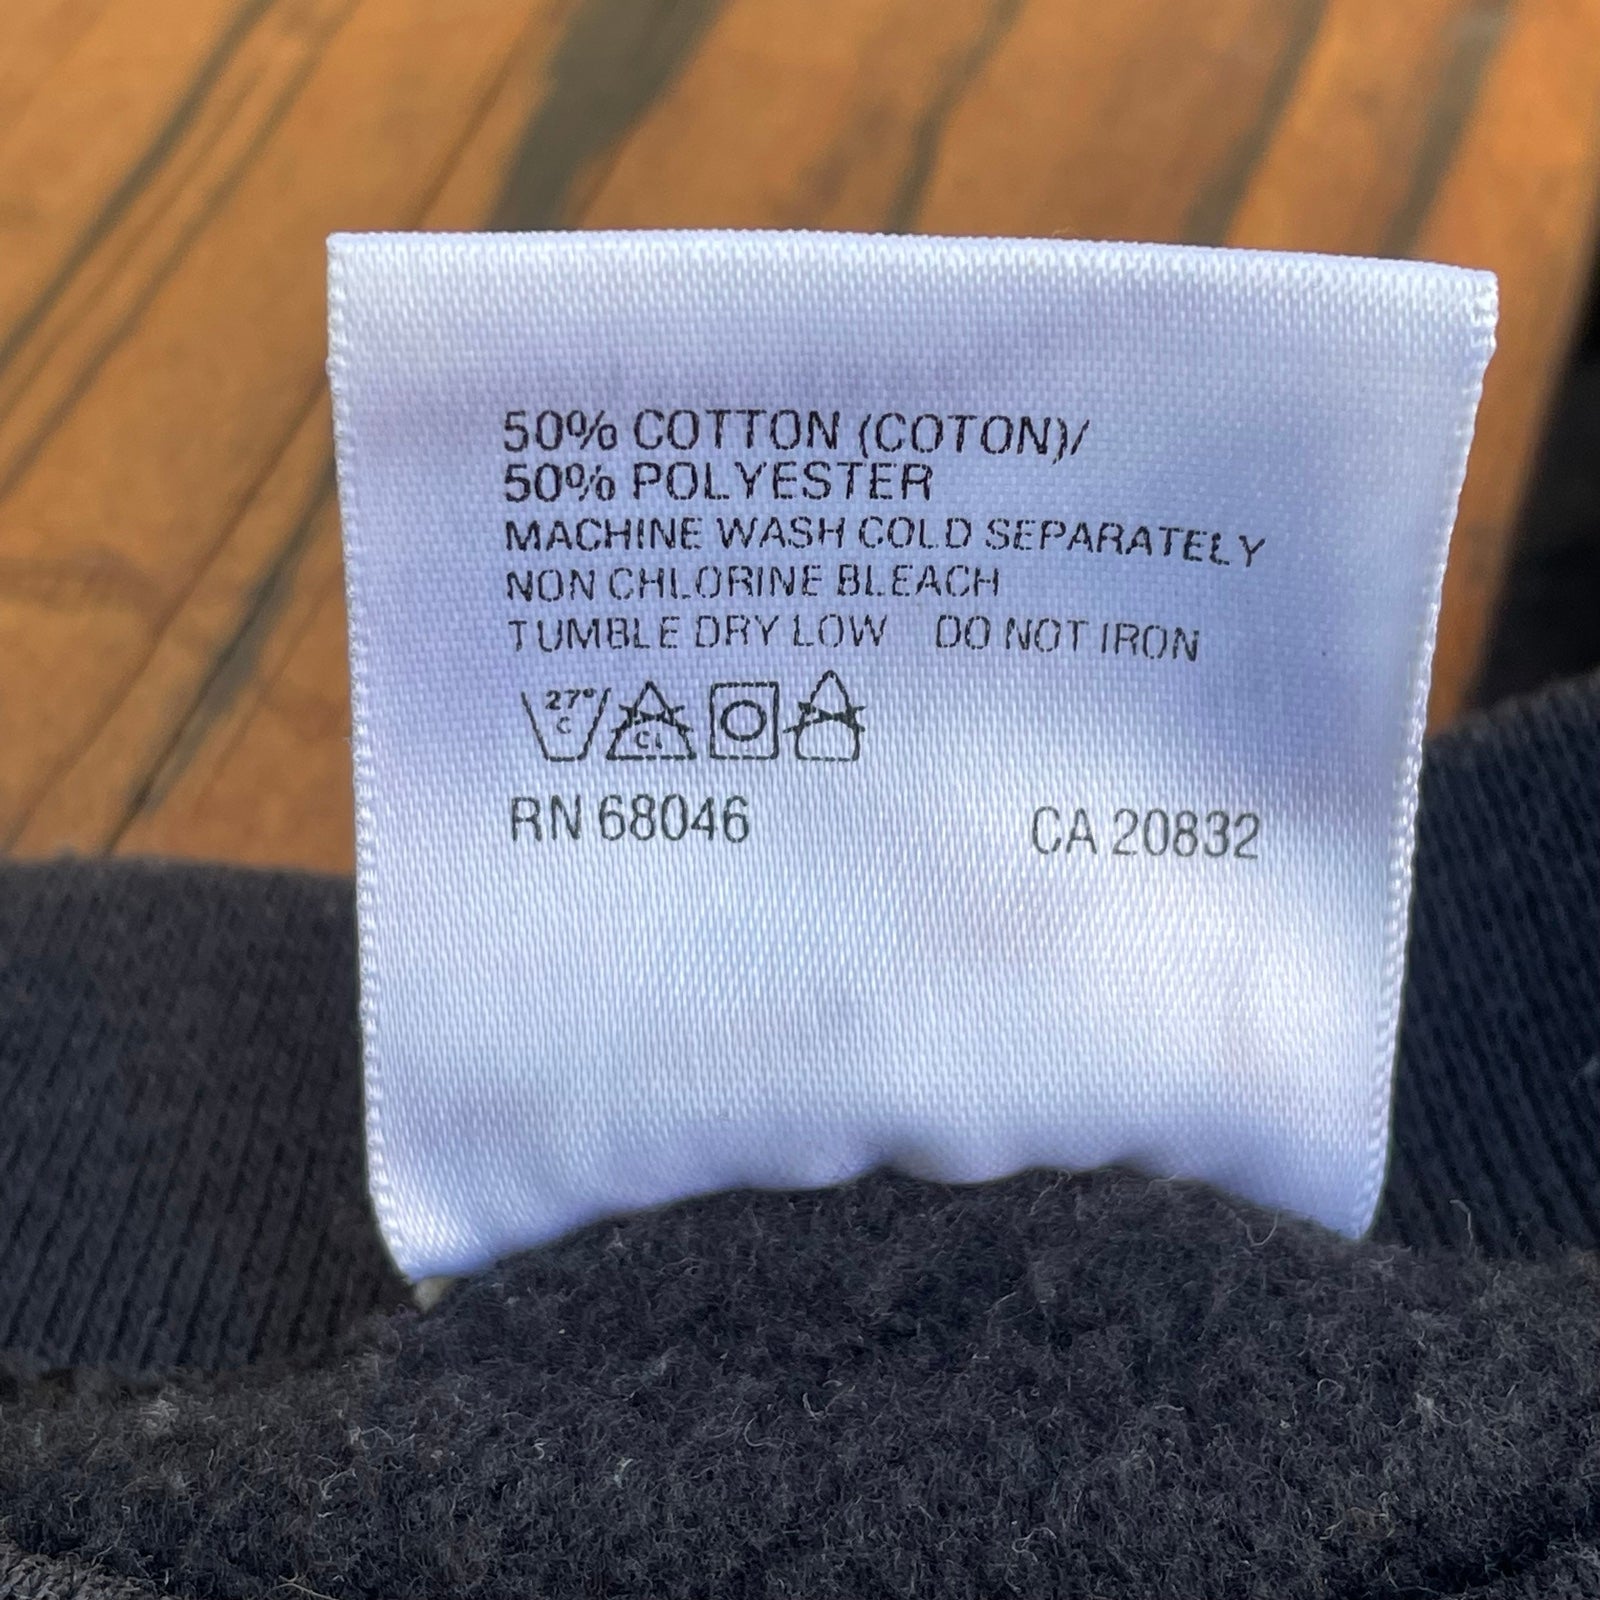 50% COTTON (COTON)/
50% POLYESTER
MACHINE WASH COLD SEPARATELY
NON CHLORINE BLEACH
TUMBLE DRY LOW DO NOT IRON
27° C CL
RN 68046 CA 20832